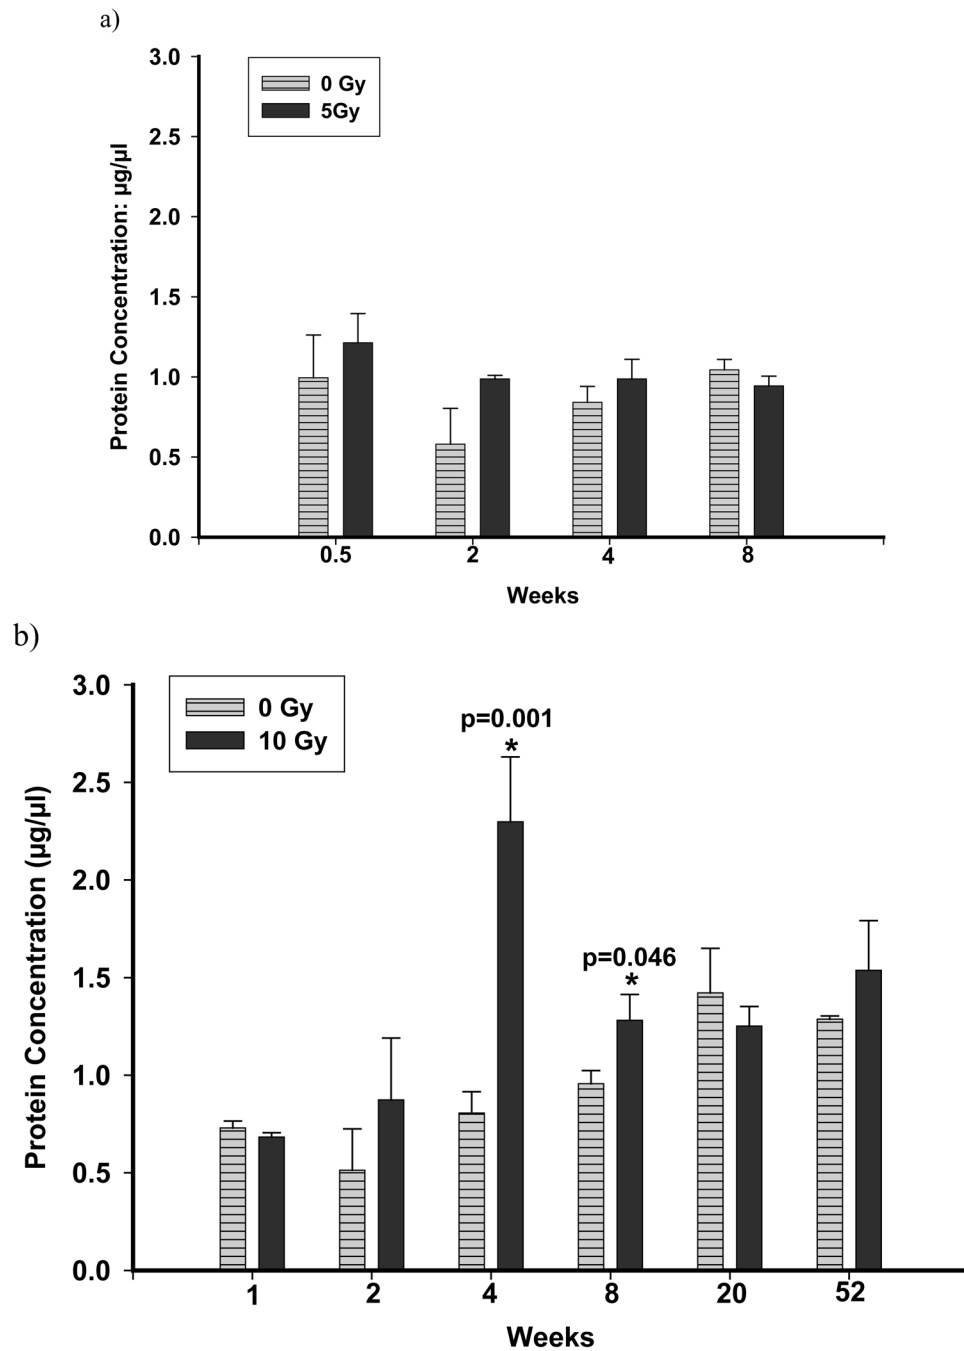 a)
3.0
2.5
2.0
1.5
1.0
0.5
0.0
Protein Concentration: µg/µl
0 Gy
5Gy
0.5 2 4 8
Weeks
b)
3.0
2.5
2.0
1.5
1.0
0.5
0.0
Protein Concentration (µg/µl)
0 Gy
10 Gy
p=0.001
*
p=0.046
*
1 2 4 8 20 52
Weeks